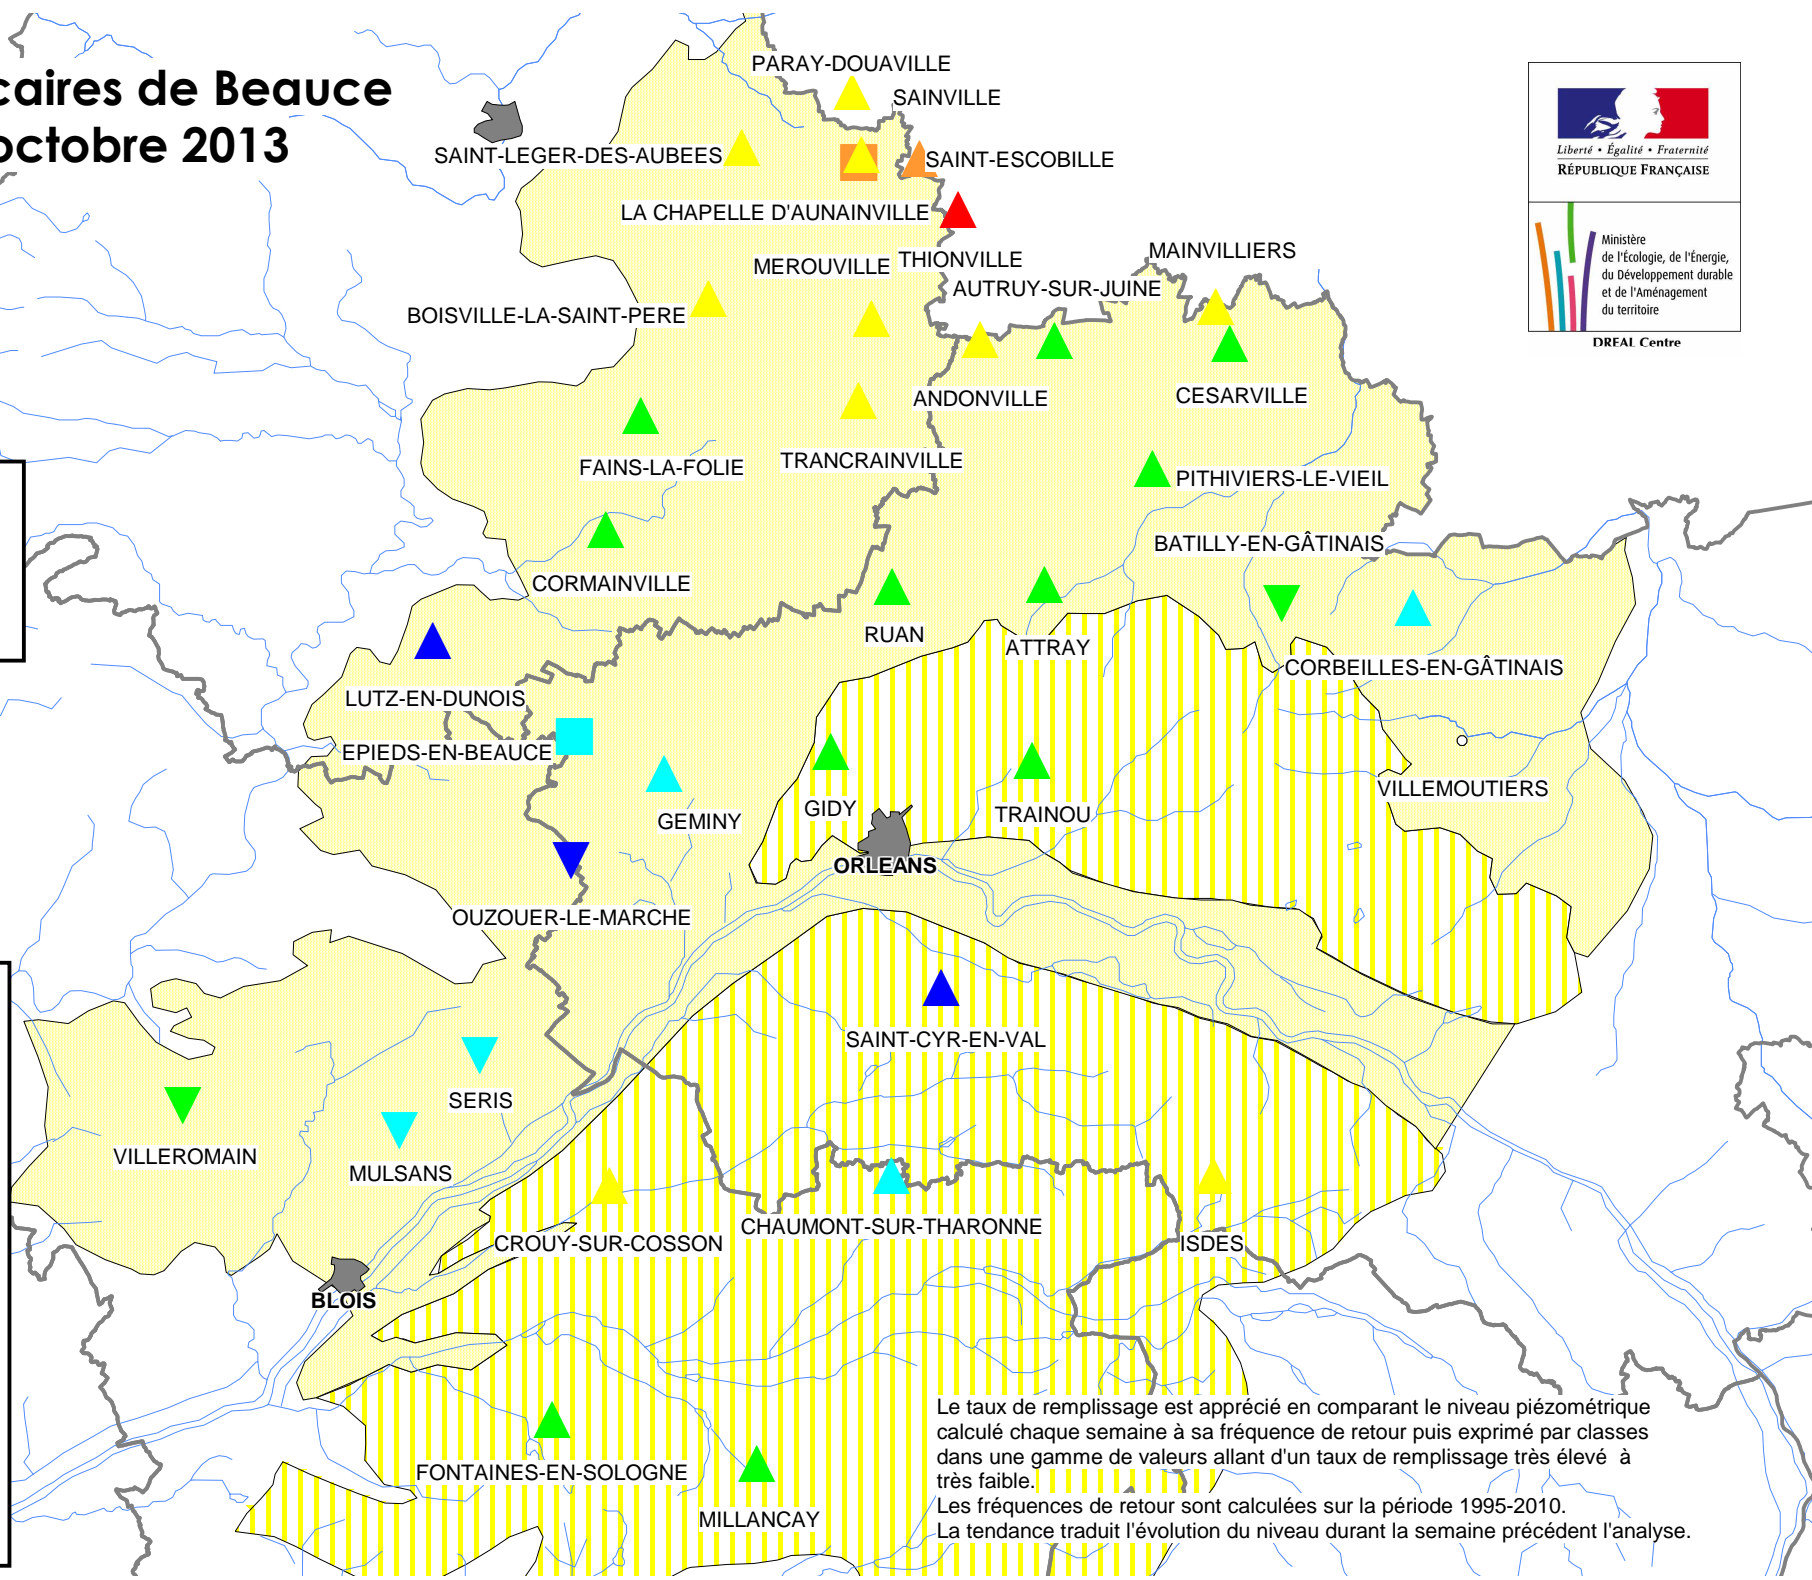 caires de Beauce
octobre 2013
PARAY-DOUAVILLE
SAINVILLE
SAINT-LEGER-DES-AUBEES
SAINT-ESCOBILLE
LA CHAPELLE D'AUNAINVILLE
THIONVILLE
MEROUVILLE
MAINVILLIERS
AUTRUY-SUR-JUINE
BOISVILLE-LA-SAINT-PERE
ANDONVILLE
CESARVILLE
FAINS-LA-FOLIE
TRANCRAINVILLE
PITHIVIERS-LE-VIEIL
BATILLY-EN-GÂTINAIS
CORMAINVILLE
RUAN
ATTRAY
CORBEILLES-EN-GÂTINAIS
LUTZ-EN-DUNOIS
EPIEDS-EN-BEAUCE
GEMINY
GIDY
TRAINOU
VILLEMOUTIERS
ORLEANS
OUZOUER-LE-MARCHE
SAINT-CYR-EN-VAL
SERIS
VILLEROMAIN
MULSANS
CROUY-SUR-COSSON
CHAUMONT-SUR-THARONNE
ISDES
BLOIS
FONTAINES-EN-SOLOGNE
MILLANCAY
Liberté • Égalité • Fraternité
RÉPUBLIQUE FRANÇAISE
Ministère
de l'Écologie, de l'Énergie,
du Développement durable
et de l'Aménagement
du territoire
DREAL Centre
Le taux de remplissage est apprécié en comparant le niveau piézométrique
calculé chaque semaine à sa fréquence de retour puis exprimé par classes
dans une gamme de valeurs allant d'un taux de remplissage très élevé à
très faible.
Les fréquences de retour sont calculées sur la période 1995-2010.
La tendance traduit l'évolution du niveau durant la semaine précédent l'analyse.